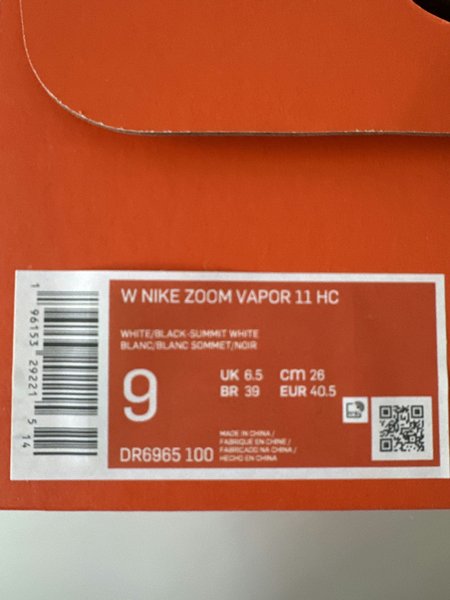 W NIKE ZOOM VAPOR 11 HC
WHITE/BLACK-SUMMIT WHITE
BLANC/BLANC SOMMET/NOIR
9
UK 6.5 cm 26
BR 39 EUR 40.5
DR6965 100
MADE IN CHINA /
FABRIQUÉ EN CHINE /
FABRICADO NA CHINA /
HECHO EN CHINA
1 96153 29221 5 14